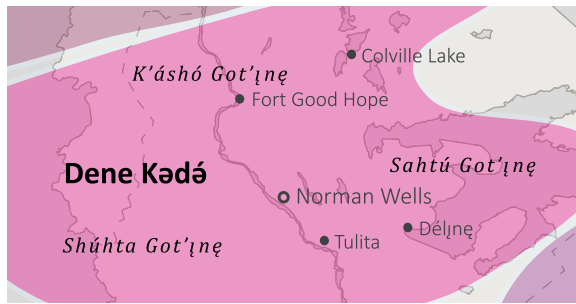 Colville Lake
K’áshó Got’ı̨nę
Fort Good Hope
Sahtú Got’ı̨nę
Dene Kədə́
Norman Wells
Délı̨nę
Shúhta Got’ı̨nę
Tulita